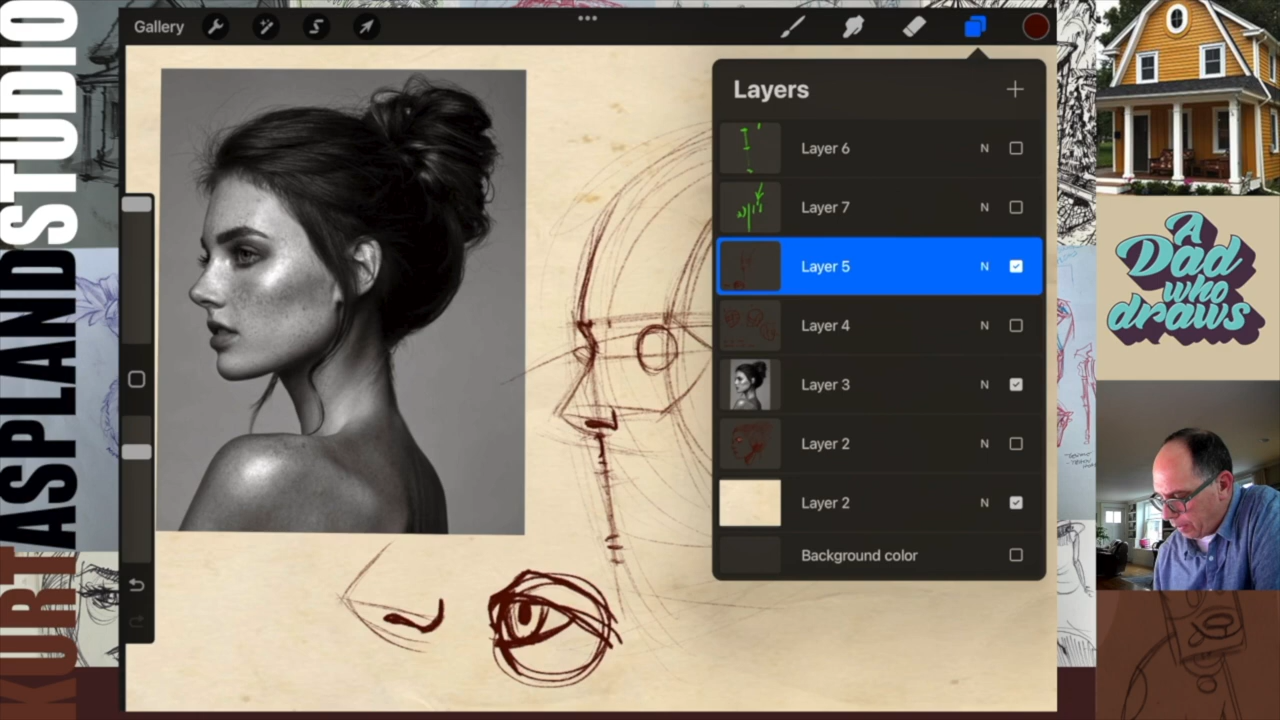 KURT ASPLAND STUDIO
Gallery
Layers
Layer 6 N
Layer 7 N
Layer 5 N
Layer 4 N
Layer 3 N
Layer 2 N
Layer 2 N
Background color
A
Dad
who
draws